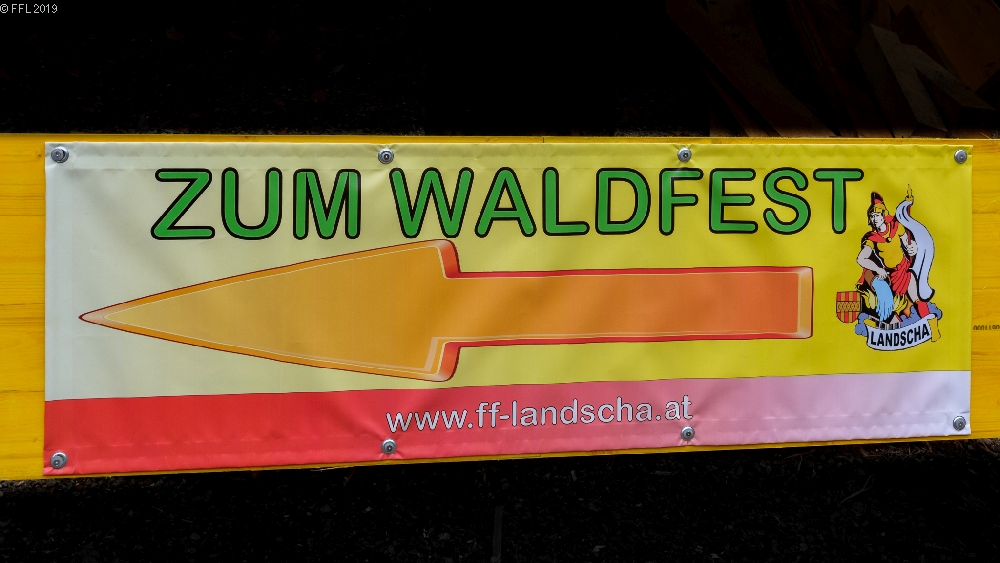 © FFL 2019
ZUM WALDFEST
LANDSCHA
www.ff-landscha.at